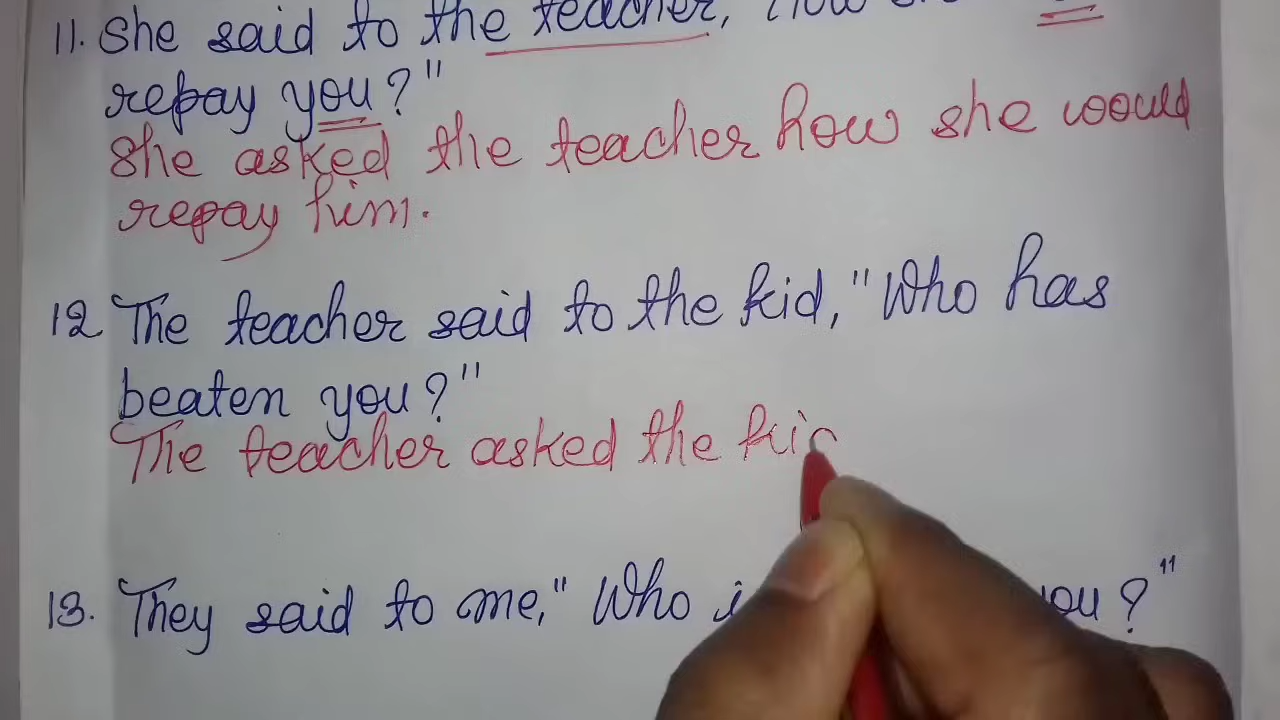 11. She said to the teacher, "How
repay you?"
She asked the teacher how she would
repay him.
12 The teacher said to the kid, "Who has
beaten you?"
The teacher asked the
13. They said to me, "Who you?"